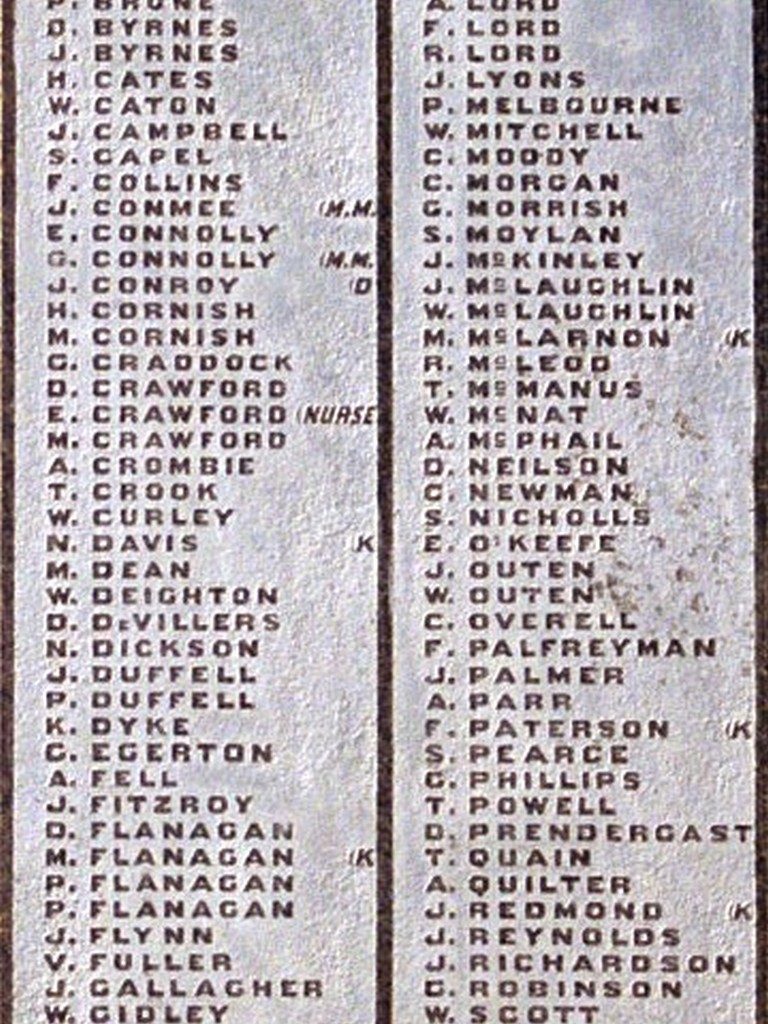 P. BRUNE
D. BYRNES
J. BYRNES
H. CATES
W. CATON
J. CAMPBELL
S. CAPEL
F. COLLINS
J. CONMEE (M.M.
E. CONNOLLY
G. CONNOLLY (M.M.
J. CONROY (D
H. CORNISH
M. CORNISH
G. CRADDOCK
D. CRAWFORD
E. CRAWFORD (NURSE
M. CRAWFORD
A. CROMBIE
T. CROOK
W. CURLEY
N. DAVIS K
M. DEAN
W. DEIGHTON
D. DeVILLERS
N. DICKSON
J. DUFFELL
P. DUFFELL
K. DYKE
C. EGERTON
A. FELL
J. FITZROY
D. FLANAGAN
M. FLANAGAN (K
P. FLANAGAN
P. FLANAGAN
J. FLYNN
V. FULLER
J. GALLAGHER
W. GIDLEY
A. LORD
F. LORD
R. LORD
J. LYONS
P. MELBOURNE
W. MITCHELL
C. MOODY
C. MORGAN
G. MORRISH
S. MOYLAN
J. McKINLEY
J. McLAUGHLIN
W. McLAUGHLIN
M. McLARNON (K
R. McLEOD
T. McMANUS
W. McNAT
A. McPHAIL
D. NEILSON
C. NEWMAN
S. NICHOLLS
E. O'KEEFE
J. OUTEN
W. OUTEN
C. OVERELL
F. PALFREYMAN
J. PALMER
A. PARR
F. PATERSON (K
S. PEARCE
G. PHILLIPS
T. POWELL
D. PRENDERGAST
T. QUAIN
A. QUILTER
J. REDMOND (K
J. REYNOLDS
J. RICHARDSON
G. ROBINSON
W. SCOTT